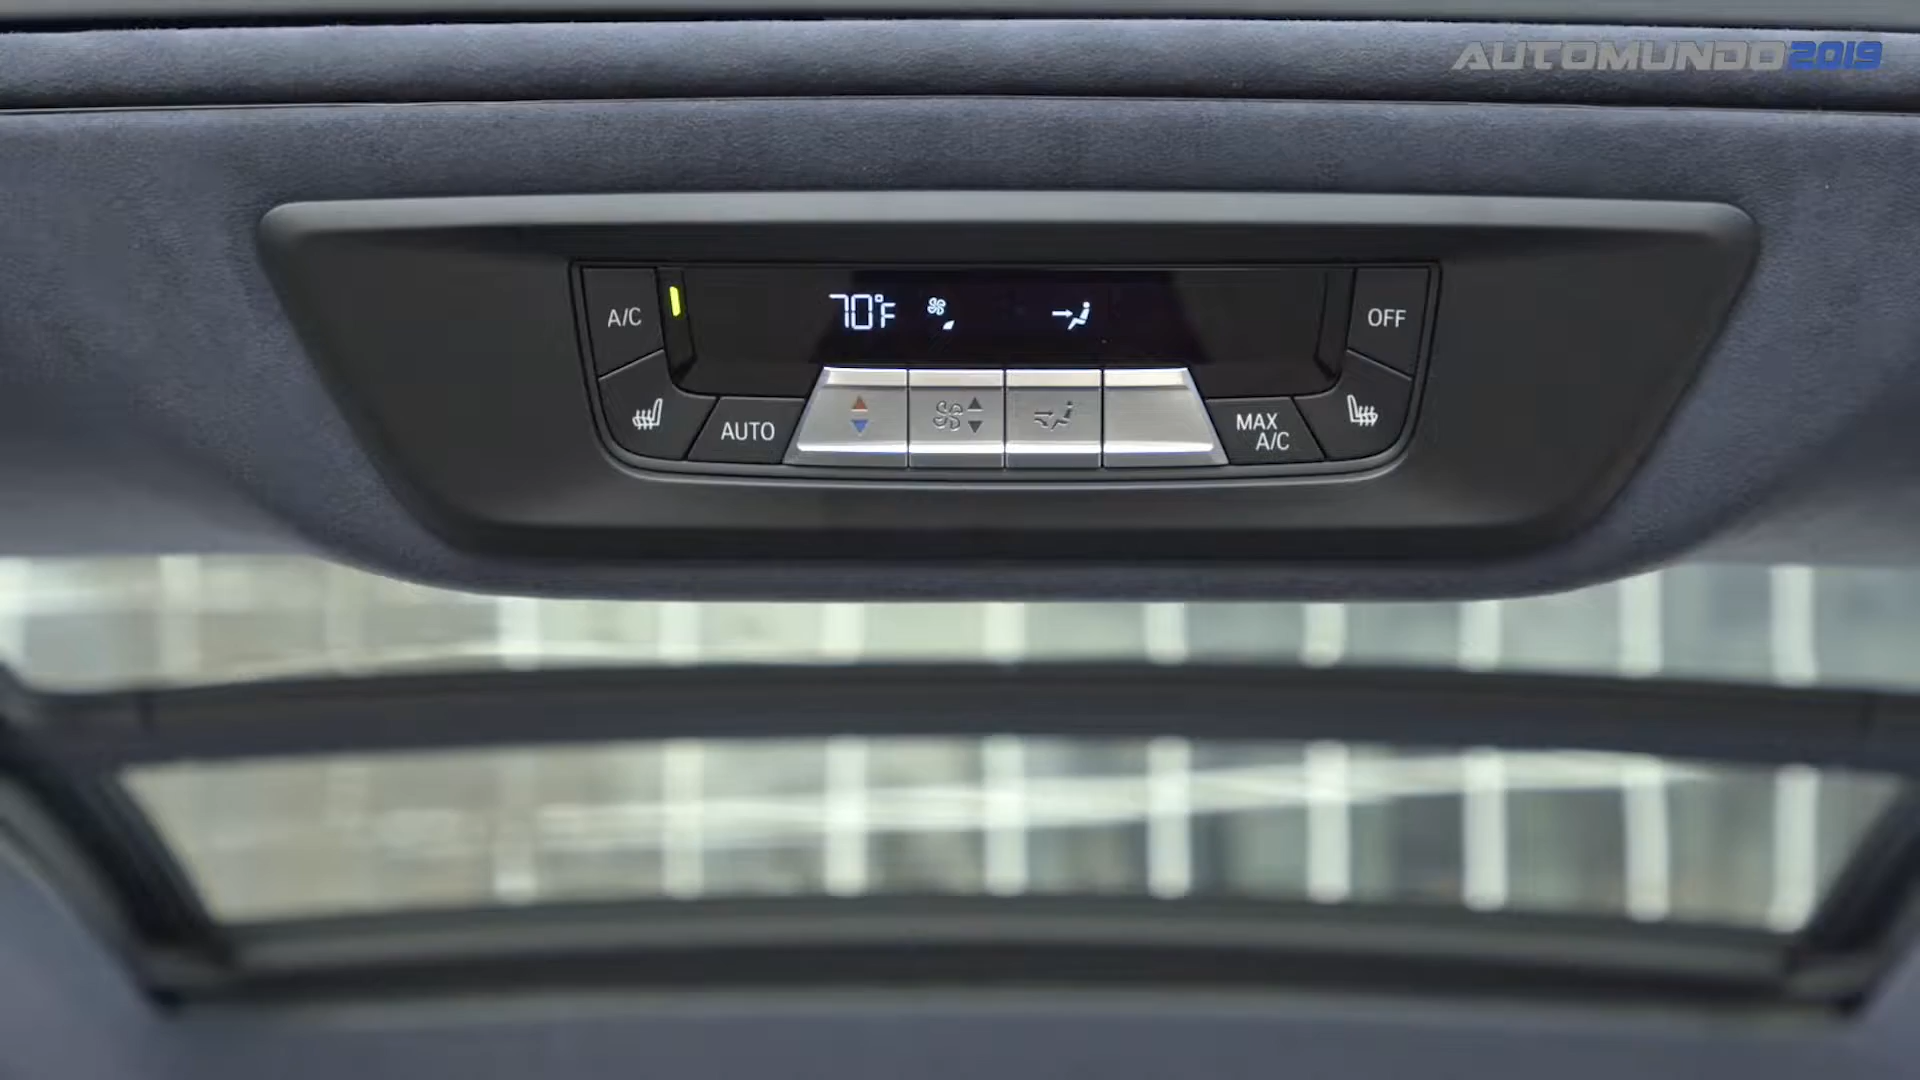 AUTOMUNDO2019
A/C
70°F
OFF
AUTO
MAX
A/C